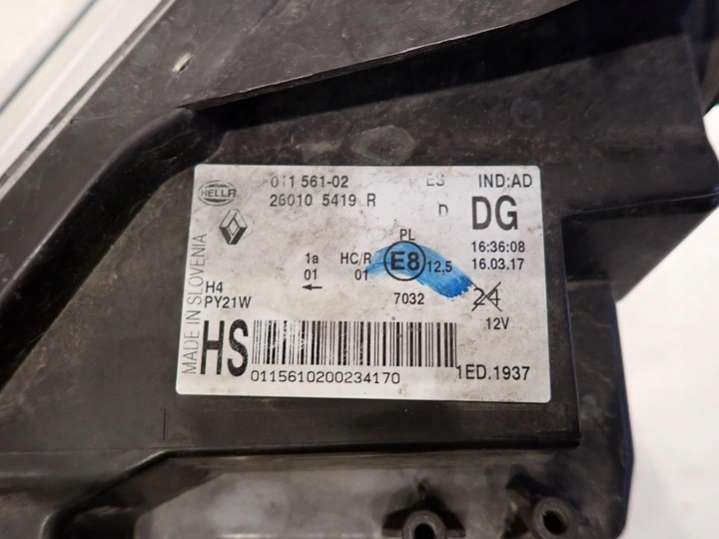 HELLA
011 561-02 ES IND:AD
26010 5419 R D DG
PL
16:36:08
1a HC/R E8 12,5 16.03.17
01 01
H4 7032 24
PY21W 12V
MADE IN SLOVENIA
HS
0115610200234170 1ED.1937